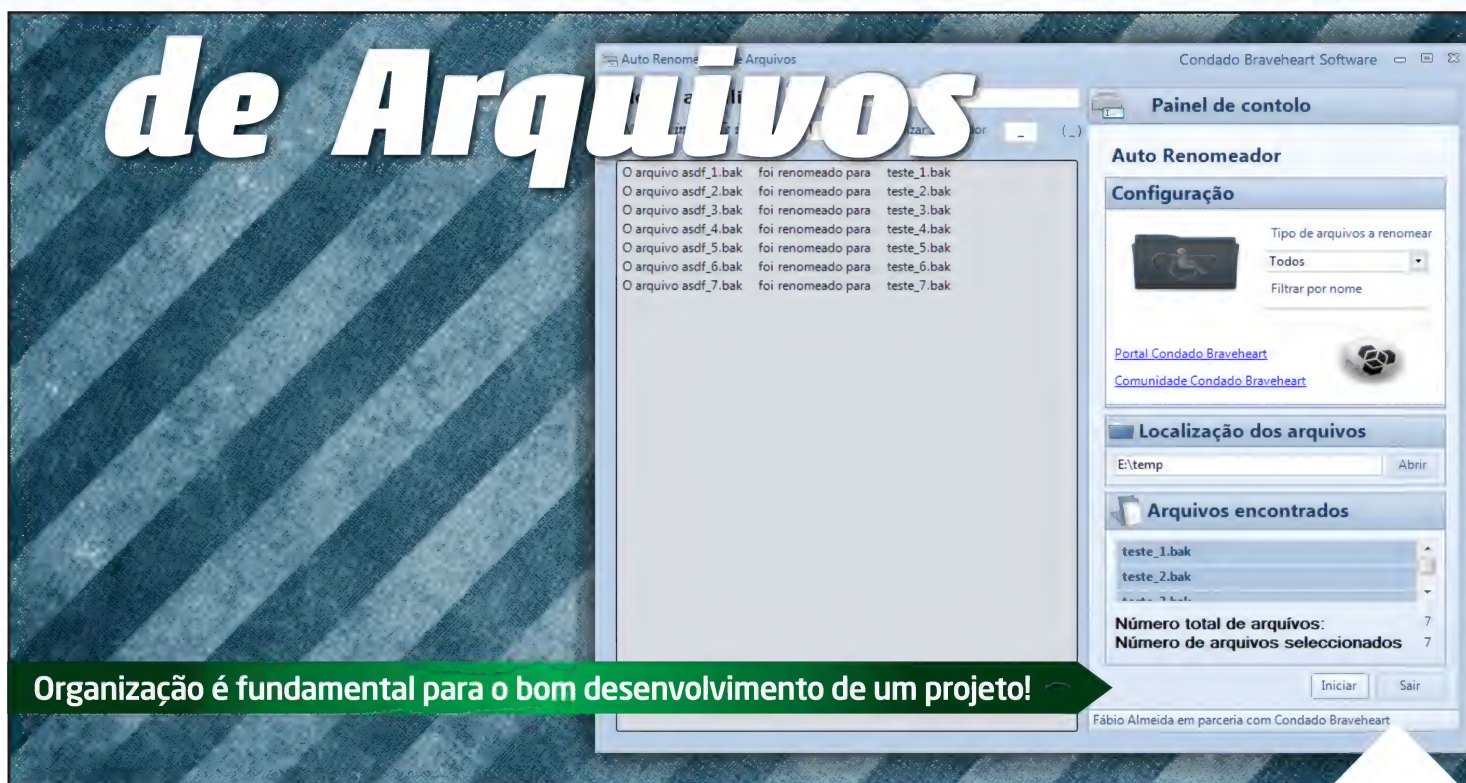 de Arquivos
Auto Renome
Arquivos
Condado Braveheart Software
(_)
O arquivo asdf_1.bak foi renomeado para teste_1.bak
O arquivo asdf_2.bak foi renomeado para teste_2.bak
O arquivo asdf_3.bak foi renomeado para teste_3.bak
O arquivo asdf_4.bak foi renomeado para teste_4.bak
O arquivo asdf_5.bak foi renomeado para teste_5.bak
O arquivo asdf_6.bak foi renomeado para teste_6.bak
O arquivo asdf_7.bak foi renomeado para teste_7.bak
Painel de contolo
Auto Renomeador
Configuração
Tipo de arquivos a renomear
Todos
Filtrar por nome
Portal Condado Braveheart
Comunidade Condado Braveheart
Localização dos arquivos
E:\temp Abrir
Arquivos encontrados
teste_1.bak
teste_2.bak
Número total de arquivos: 7
Número de arquivos seleccionados 7
Iniciar Sair
Fábio Almeida em parceria com Condado Braveheart
Organização é fundamental para o bom desenvolvimento de um projeto!